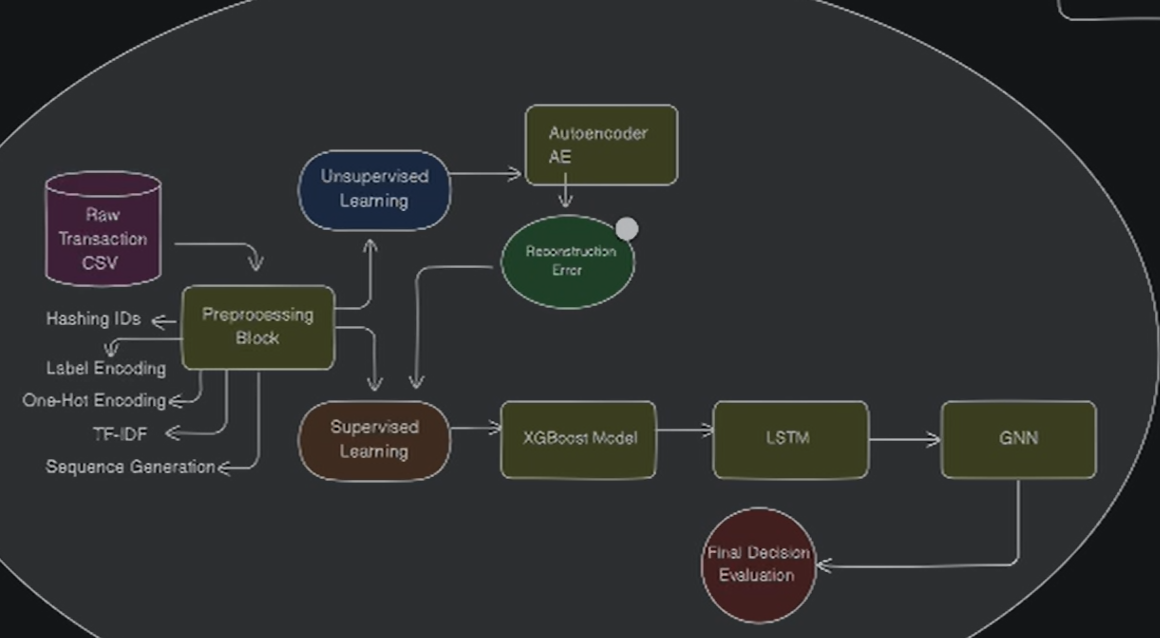 Autoencoder
AE
Unsupervised
Learning
Raw
Transaction
CSV
Reconstruction
Error
Preprocessing
Block
Hashing IDs
Label Encoding
One-Hot Encoding
TF-IDF
Sequence Generation
Supervised
Learning
XGBoost Model
LSTM
GNN
Final Decision
Evaluation